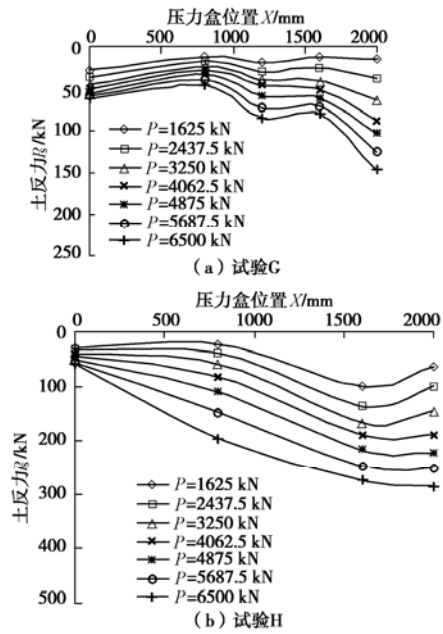 压力盒位置X/mm
0 500 1000 1500 2000
0
50
100
150
200
250
土反力Rs/kN
P=1625 kN
P=2437.5 kN
P=3250 kN
P=4062.5 kN
P=4875 kN
P=5687.5 kN
P=6500 kN
(a)试验G
压力盒位置X/mm
0 500 1000 1500 2000
0
100
200
300
400
500
土反力Rs/kN
P=1625 kN
P=2437.5 kN
P=3250 kN
P=4062.5 kN
P=4875 kN
P=5687.5 kN
P=6500 kN
(b)试验H